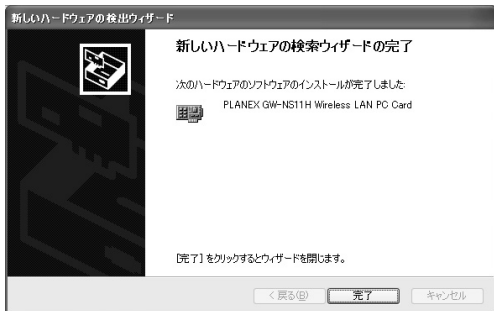 新しいハードウェアの検出ウィザード
新しいハードウェアの検索ウィザードの完了
次のハードウェアのソフトウェアのインストールが完了しました:
PLANEX GW-NS11H Wireless LAN PC Card
[完了] をクリックするとウィザードを閉じます。
< 戻る(B)
完了
キャンセル